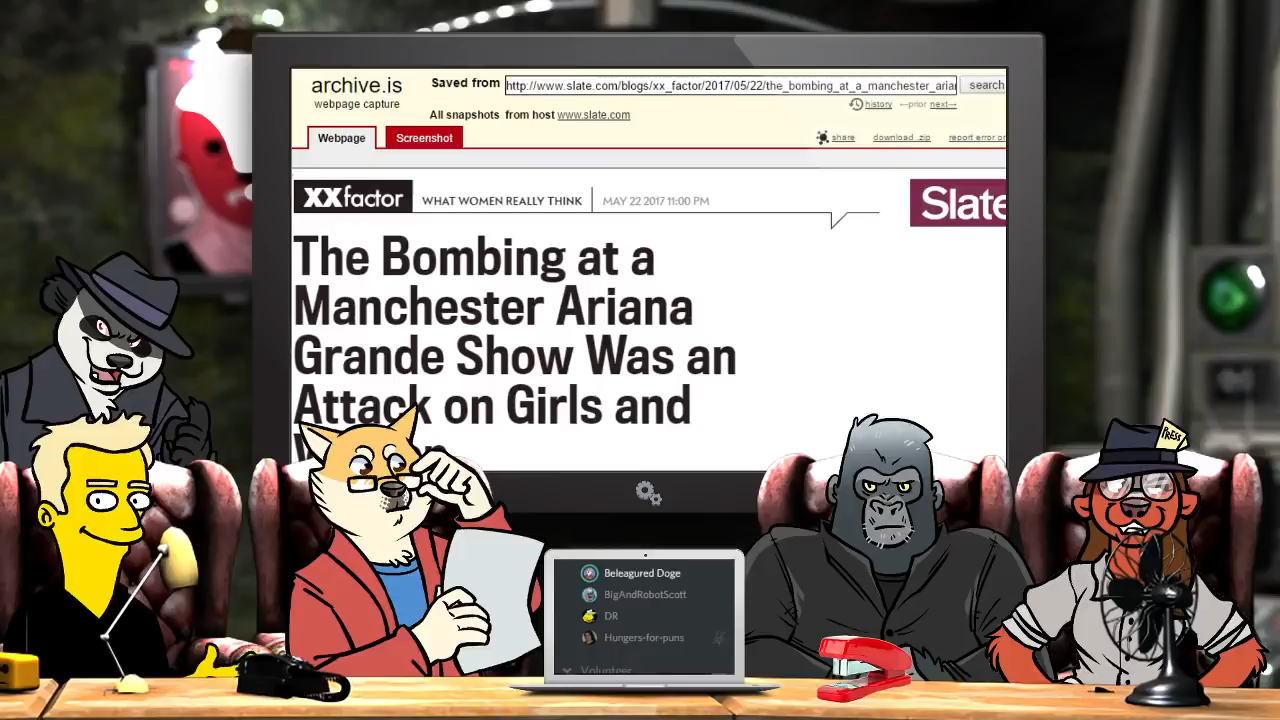 archive.is
webpage capture
Saved from http://www.slate.com/blogs/xx_factor/2017/05/22/the_bombing_at_a_manchester_aria search
history ←prior next→
All snapshots from host www.slate.com
Webpage Screenshot
share download .zip report error or
XXfactor WHAT WOMEN REALLY THINK MAY 22 2017 11:00 PM
Slate
The Bombing at a
Manchester Ariana
Grande Show Was an
Attack on Girls and
PRESS
Beleagured Doge
BigAndRobotScott
DR
Hungers-for-puns
Volunteer